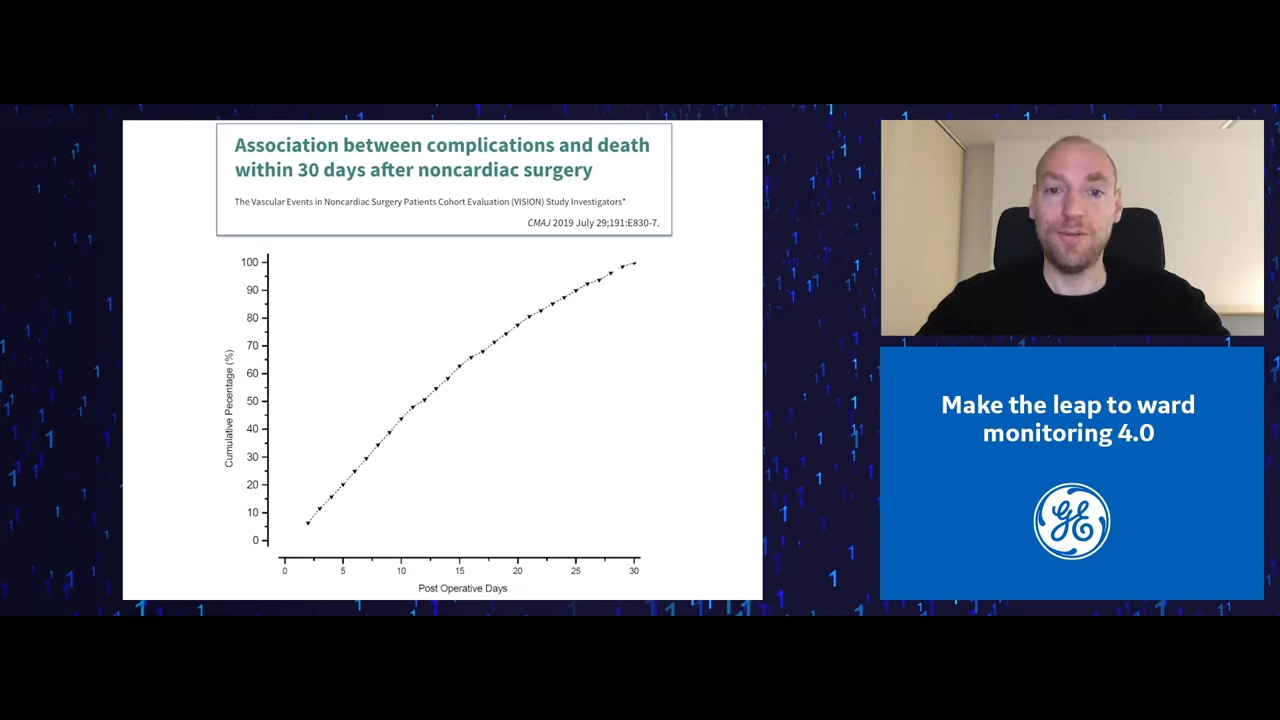 Association between complications and death
within 30 days after noncardiac surgery
The Vascular Events in Noncardiac Surgery Patients Cohort Evaluation (VISION) Study Investigators*
CMAJ 2019 July 29;191:E830-7.
Cumulative Pecentage (%)
100
90
80
70
60
50
40
30
20
10
0
0 5 10 15 20 25 30
Post Operative Days
Make the leap to ward
monitoring 4.0
GE